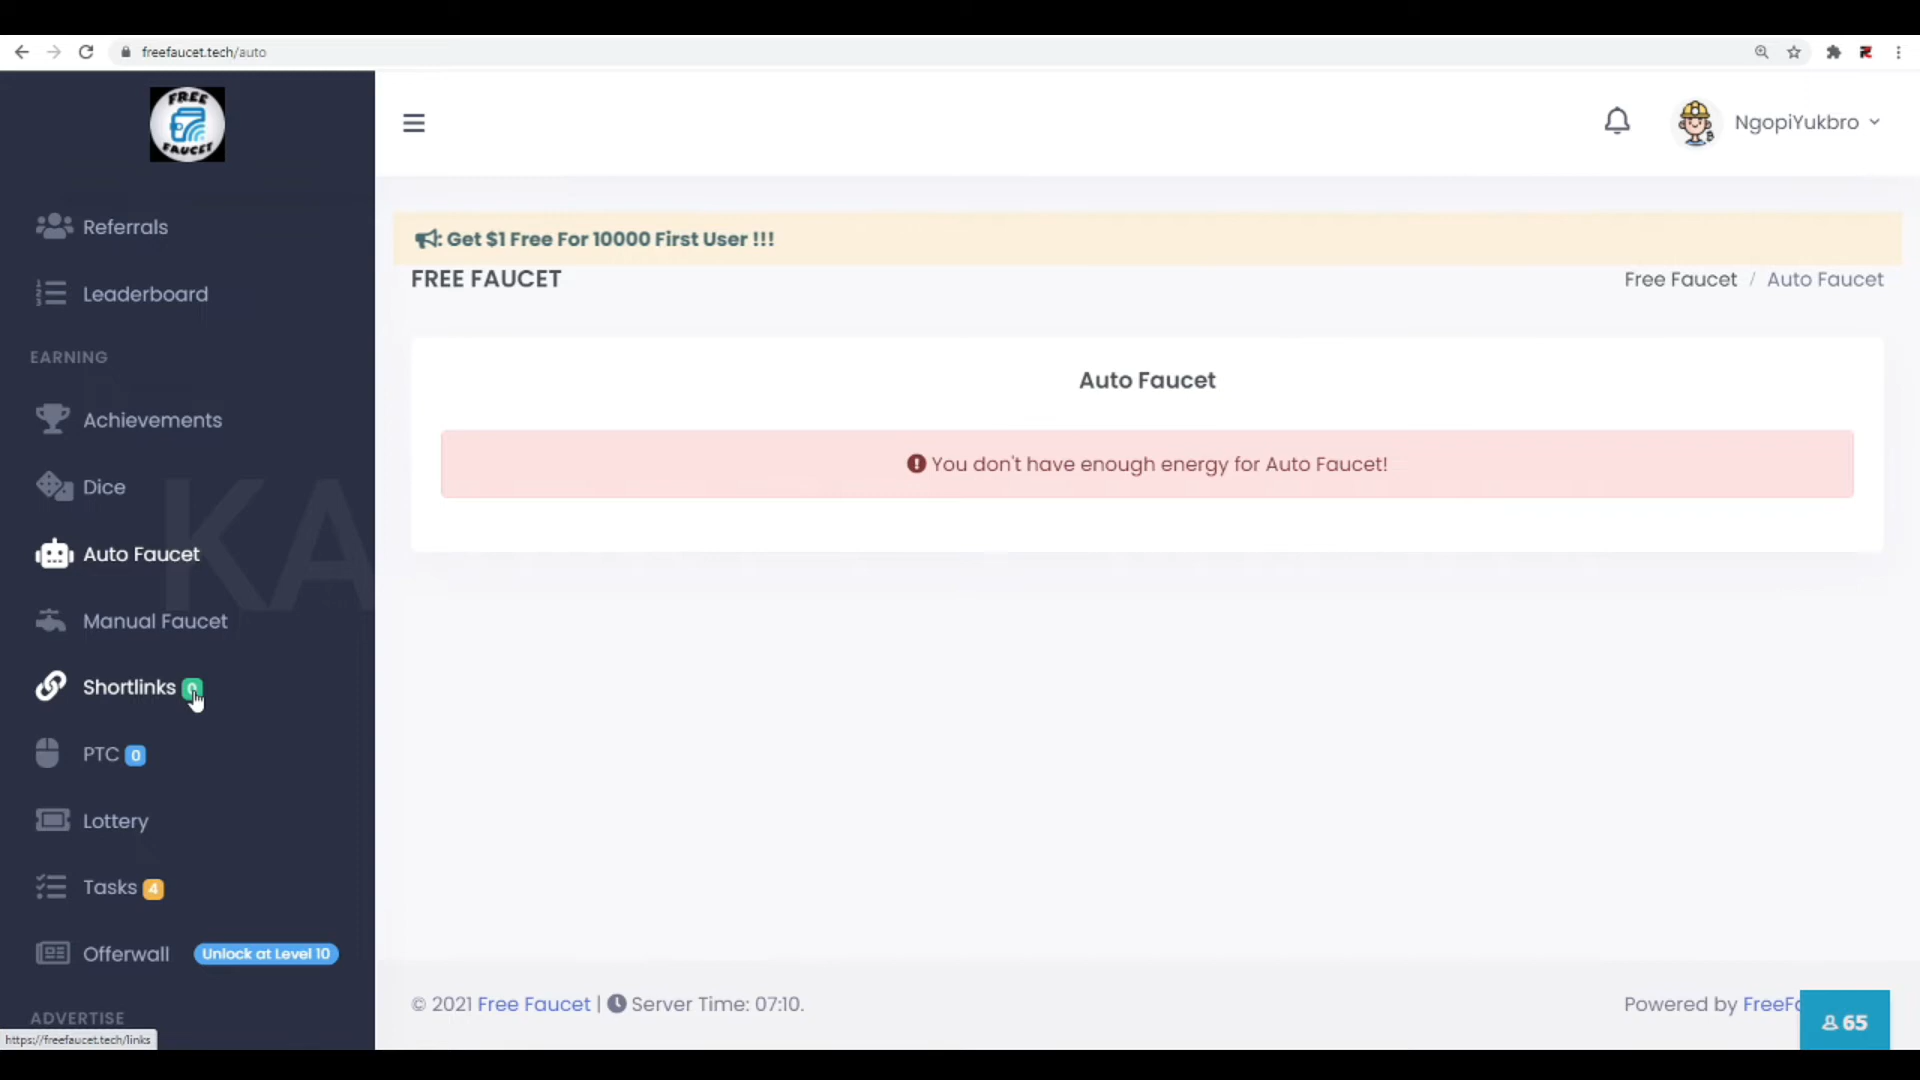 freefaucet.tech/auto
FREE
FAUCET
NgopiYukbro
Referrals
Leaderboard
EARNING
Achievements
Dice
Auto Faucet
Manual Faucet
Shortlinks
PTC 0
Lottery
Tasks 4
Offerwall Unlock at Level 10
ADVERTISE
https://freefaucet.tech/links
: Get $1 Free For 10000 First User !!!
FREE FAUCET
Free Faucet / Auto Faucet
Auto Faucet
You don't have enough energy for Auto Faucet!
© 2021 Free Faucet | Server Time: 07:10.
Powered by
65
KA